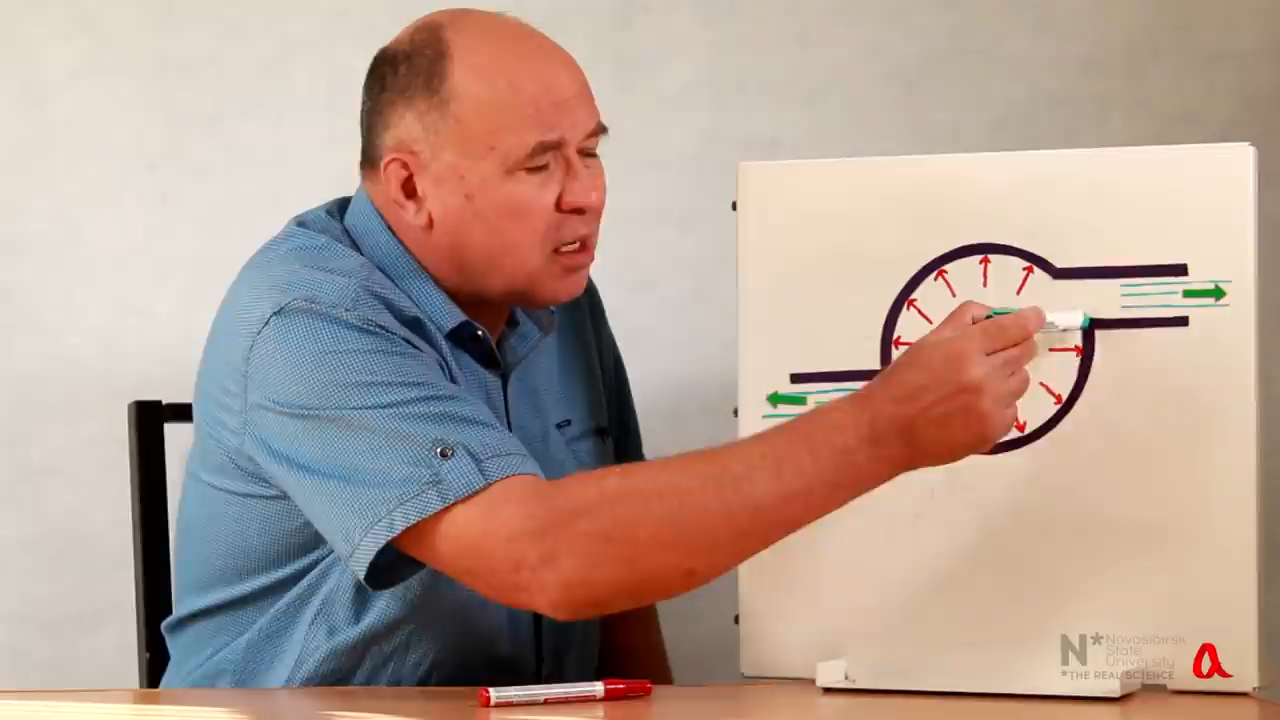 N*
Novosibirsk
State
University
*THE REAL SCIENCE
a